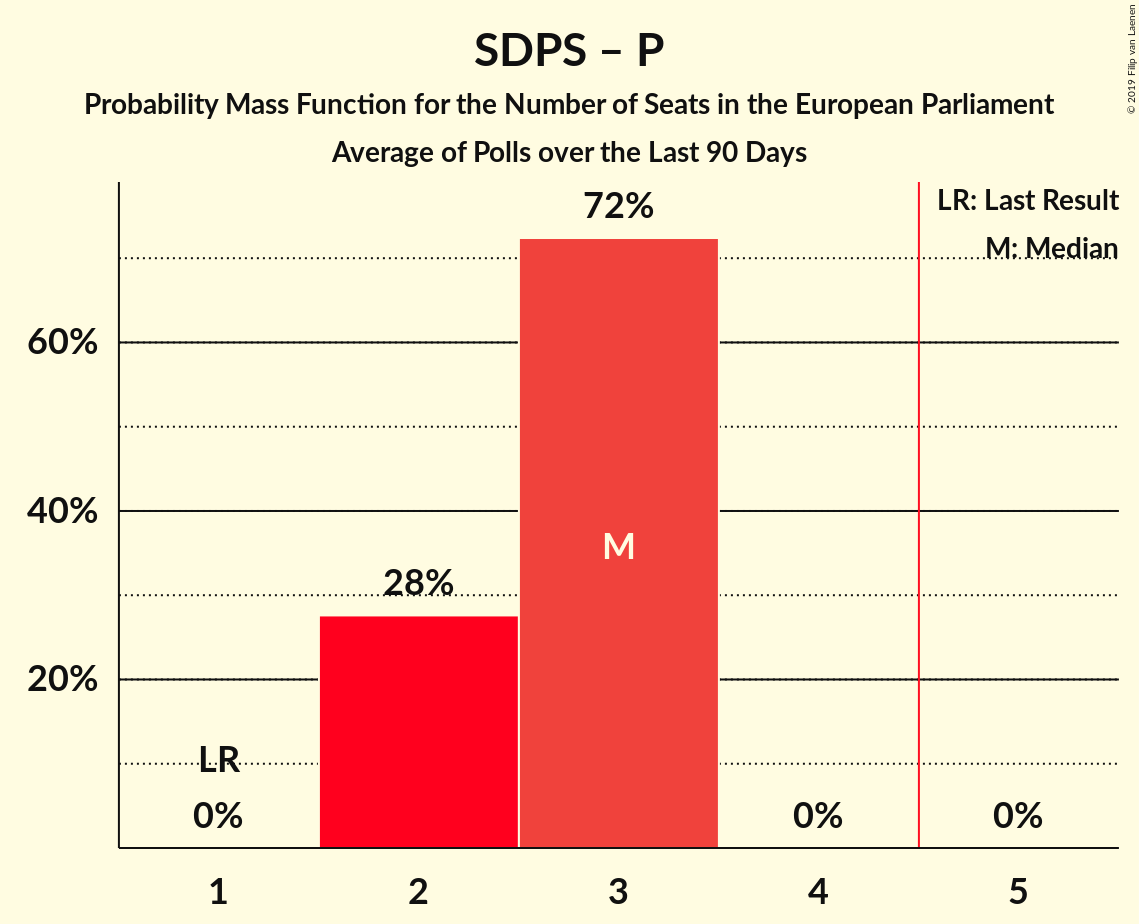 SDPS – P
Probability Mass Function for the Number of Seats in the European Parliament
Average of Polls over the Last 90 Days
© 2019 Filip van Laenen
LR: Last Result
M: Median
72%
60%
40%
M
28%
20%
LR
0%
0%
0%
1
2
3
4
5